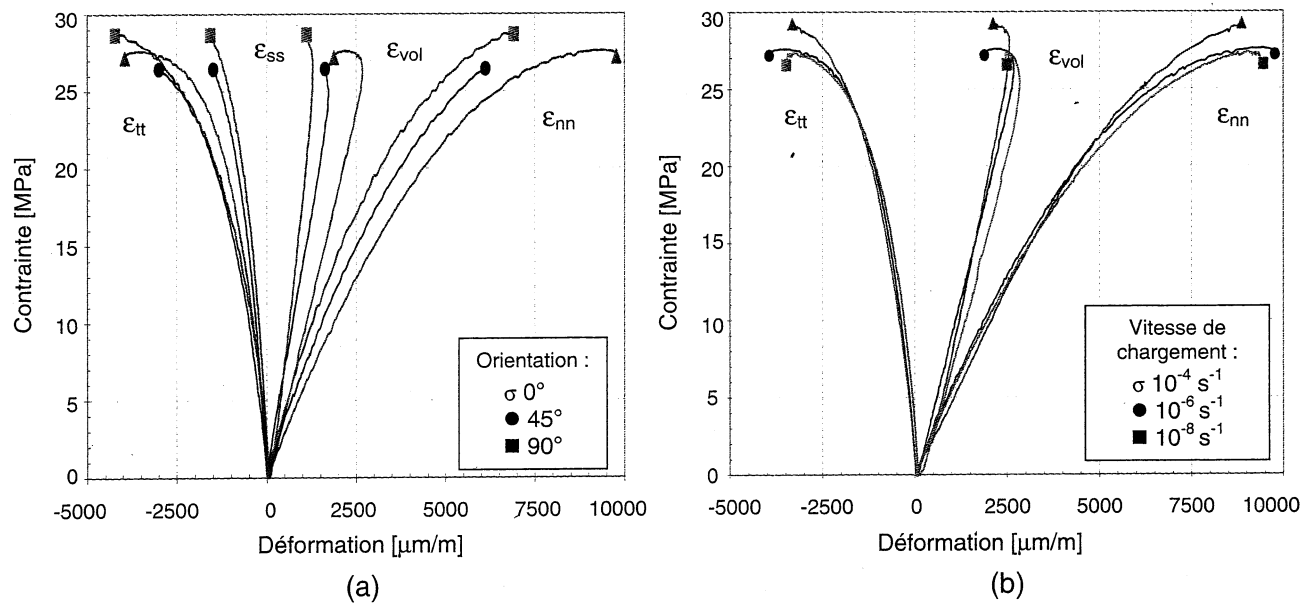 30
25
20
15
10
5
0
Contrainte [MPa]
εtt
εss
εvol
εnn
Orientation :
σ 0°
45°
90°
-5000 -2500 0 2500 5000 7500 10000
Déformation [μm/m]
(a)
30
25
20
15
10
5
0
Contrainte [MPa]
εtt
εvol
εnn
Vitesse de
chargement :
σ 10⁻⁴ s⁻¹
10⁻⁶ s⁻¹
10⁻⁸ s⁻¹
-5000 -2500 0 2500 5000 7500 10000
Déformation [μm/m]
(b)